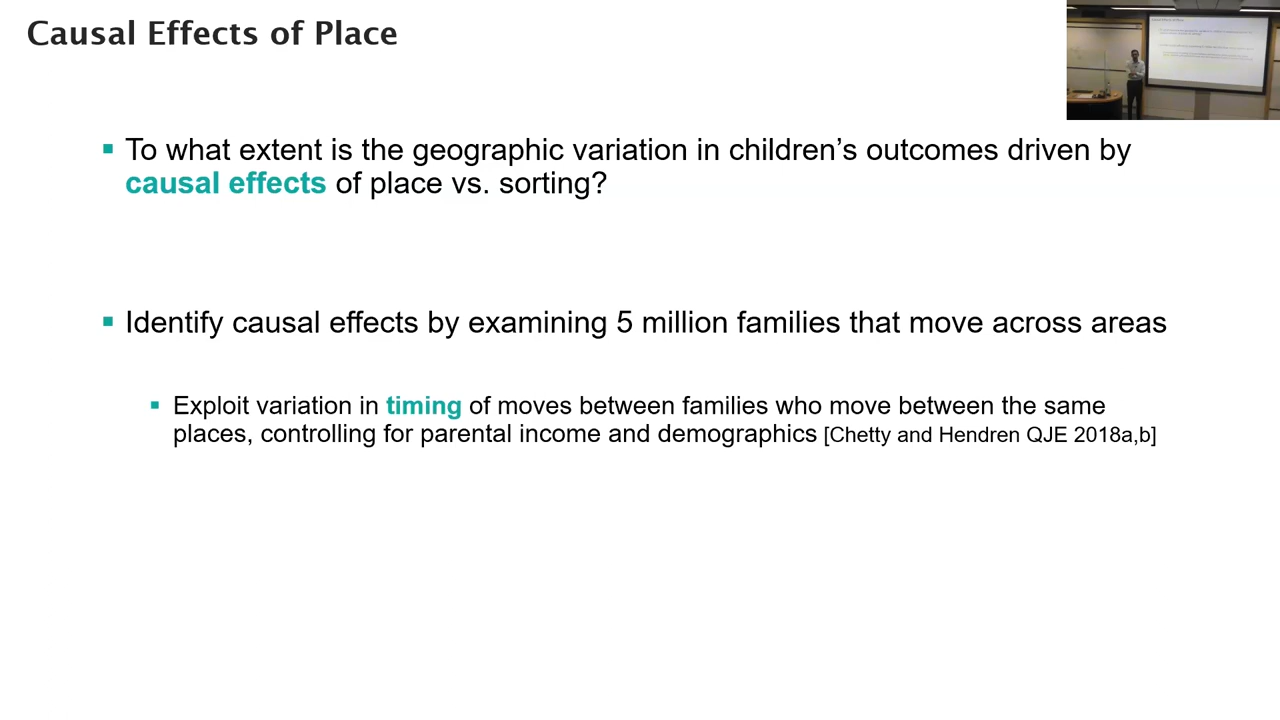 Causal Effects of Place
▪ To what extent is the geographic variation in children’s outcomes driven by
causal effects of place vs. sorting?
▪ Identify causal effects by examining 5 million families that move across areas
▪ Exploit variation in timing of moves between families who move between the same
places, controlling for parental income and demographics [Chetty and Hendren QJE 2018a,b]